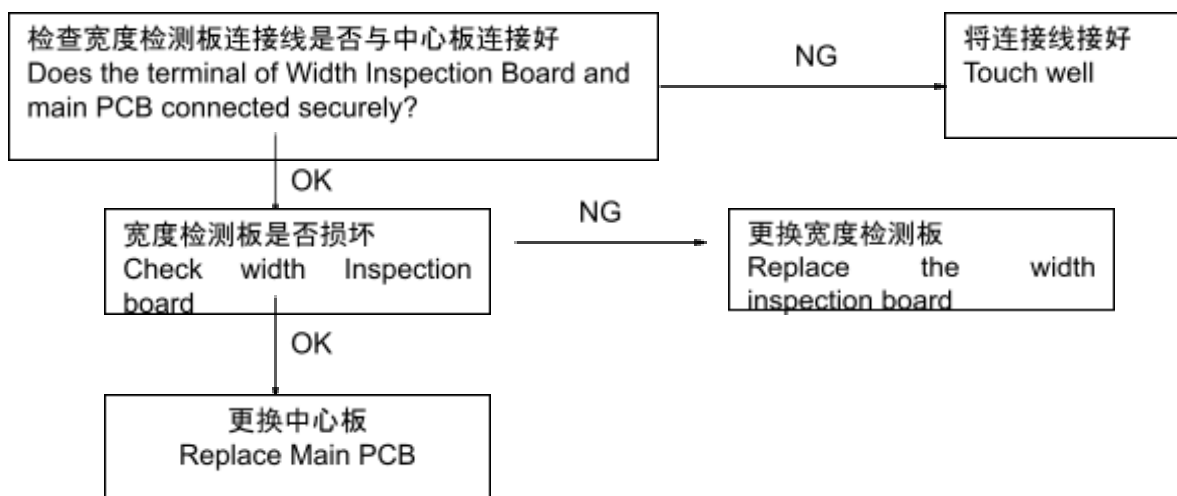 检查宽度检测板连接线是否与中心板连接好
Does the terminal of Width Inspection Board and
main PCB connected securely?
NG
将连接线接好
Touch well
OK
宽度检测板是否损坏
Check width Inspection
board
NG
更换宽度检测板
Replace the width
inspection board
OK
更换中心板
Replace Main PCB